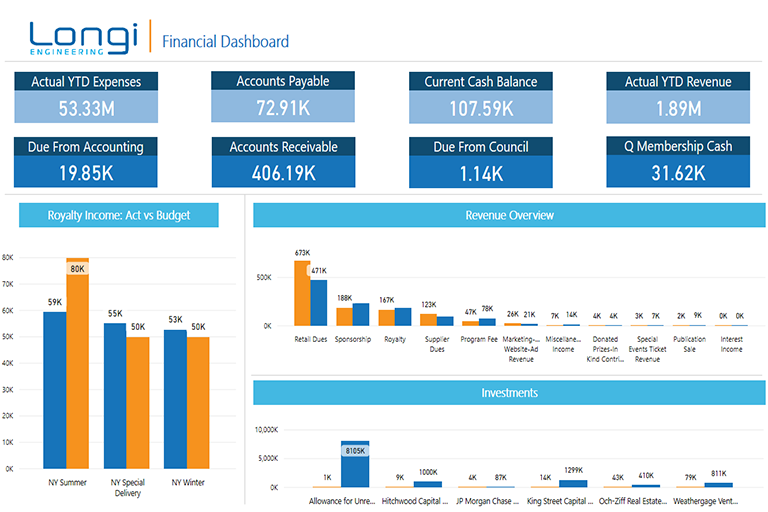 Longi
ENGINEERING
Financial Dashboard
Actual YTD Expenses
53.33M
Accounts Payable
72.91K
Current Cash Balance
107.59K
Actual YTD Revenue
1.89M
Due From Accounting
19.85K
Accounts Receivable
406.19K
Due From Council
1.14K
Q Membership Cash
31.62K
Royalty Income: Act vs Budget
80K
70K
60K
50K
40K
30K
20K
10K
0K
59K
80K
55K
50K
53K
50K
NY Summer
NY Special
Delivery
NY Winter
Revenue Overview
500K
0K
673K
471K
188K
167K
123K
47K
78K
26K
21K
7K
14K
4K
4K
3K
7K
2K
9K
0K
0K
Retail Dues
Sponsorship
Royalty
Supplier
Dues
Program Fee
Marketing-...
Website-Ad
Revenue
Miscellane...
Income
Donated
Prizes-In
Kind Contri...
Special
Events Ticket
Revenue
Publication
Sale
Interest
Income
Investments
10,000K
5,000K
0K
1K
8105K
9K
1000K
4K
87K
14K
1299K
43K
410K
79K
811K
Allowance for Unre...
Hitchwood Capital ...
JP Morgan Chase ...
King Street Capital ...
Och-Ziff Real Estate...
Weathergage Vent...